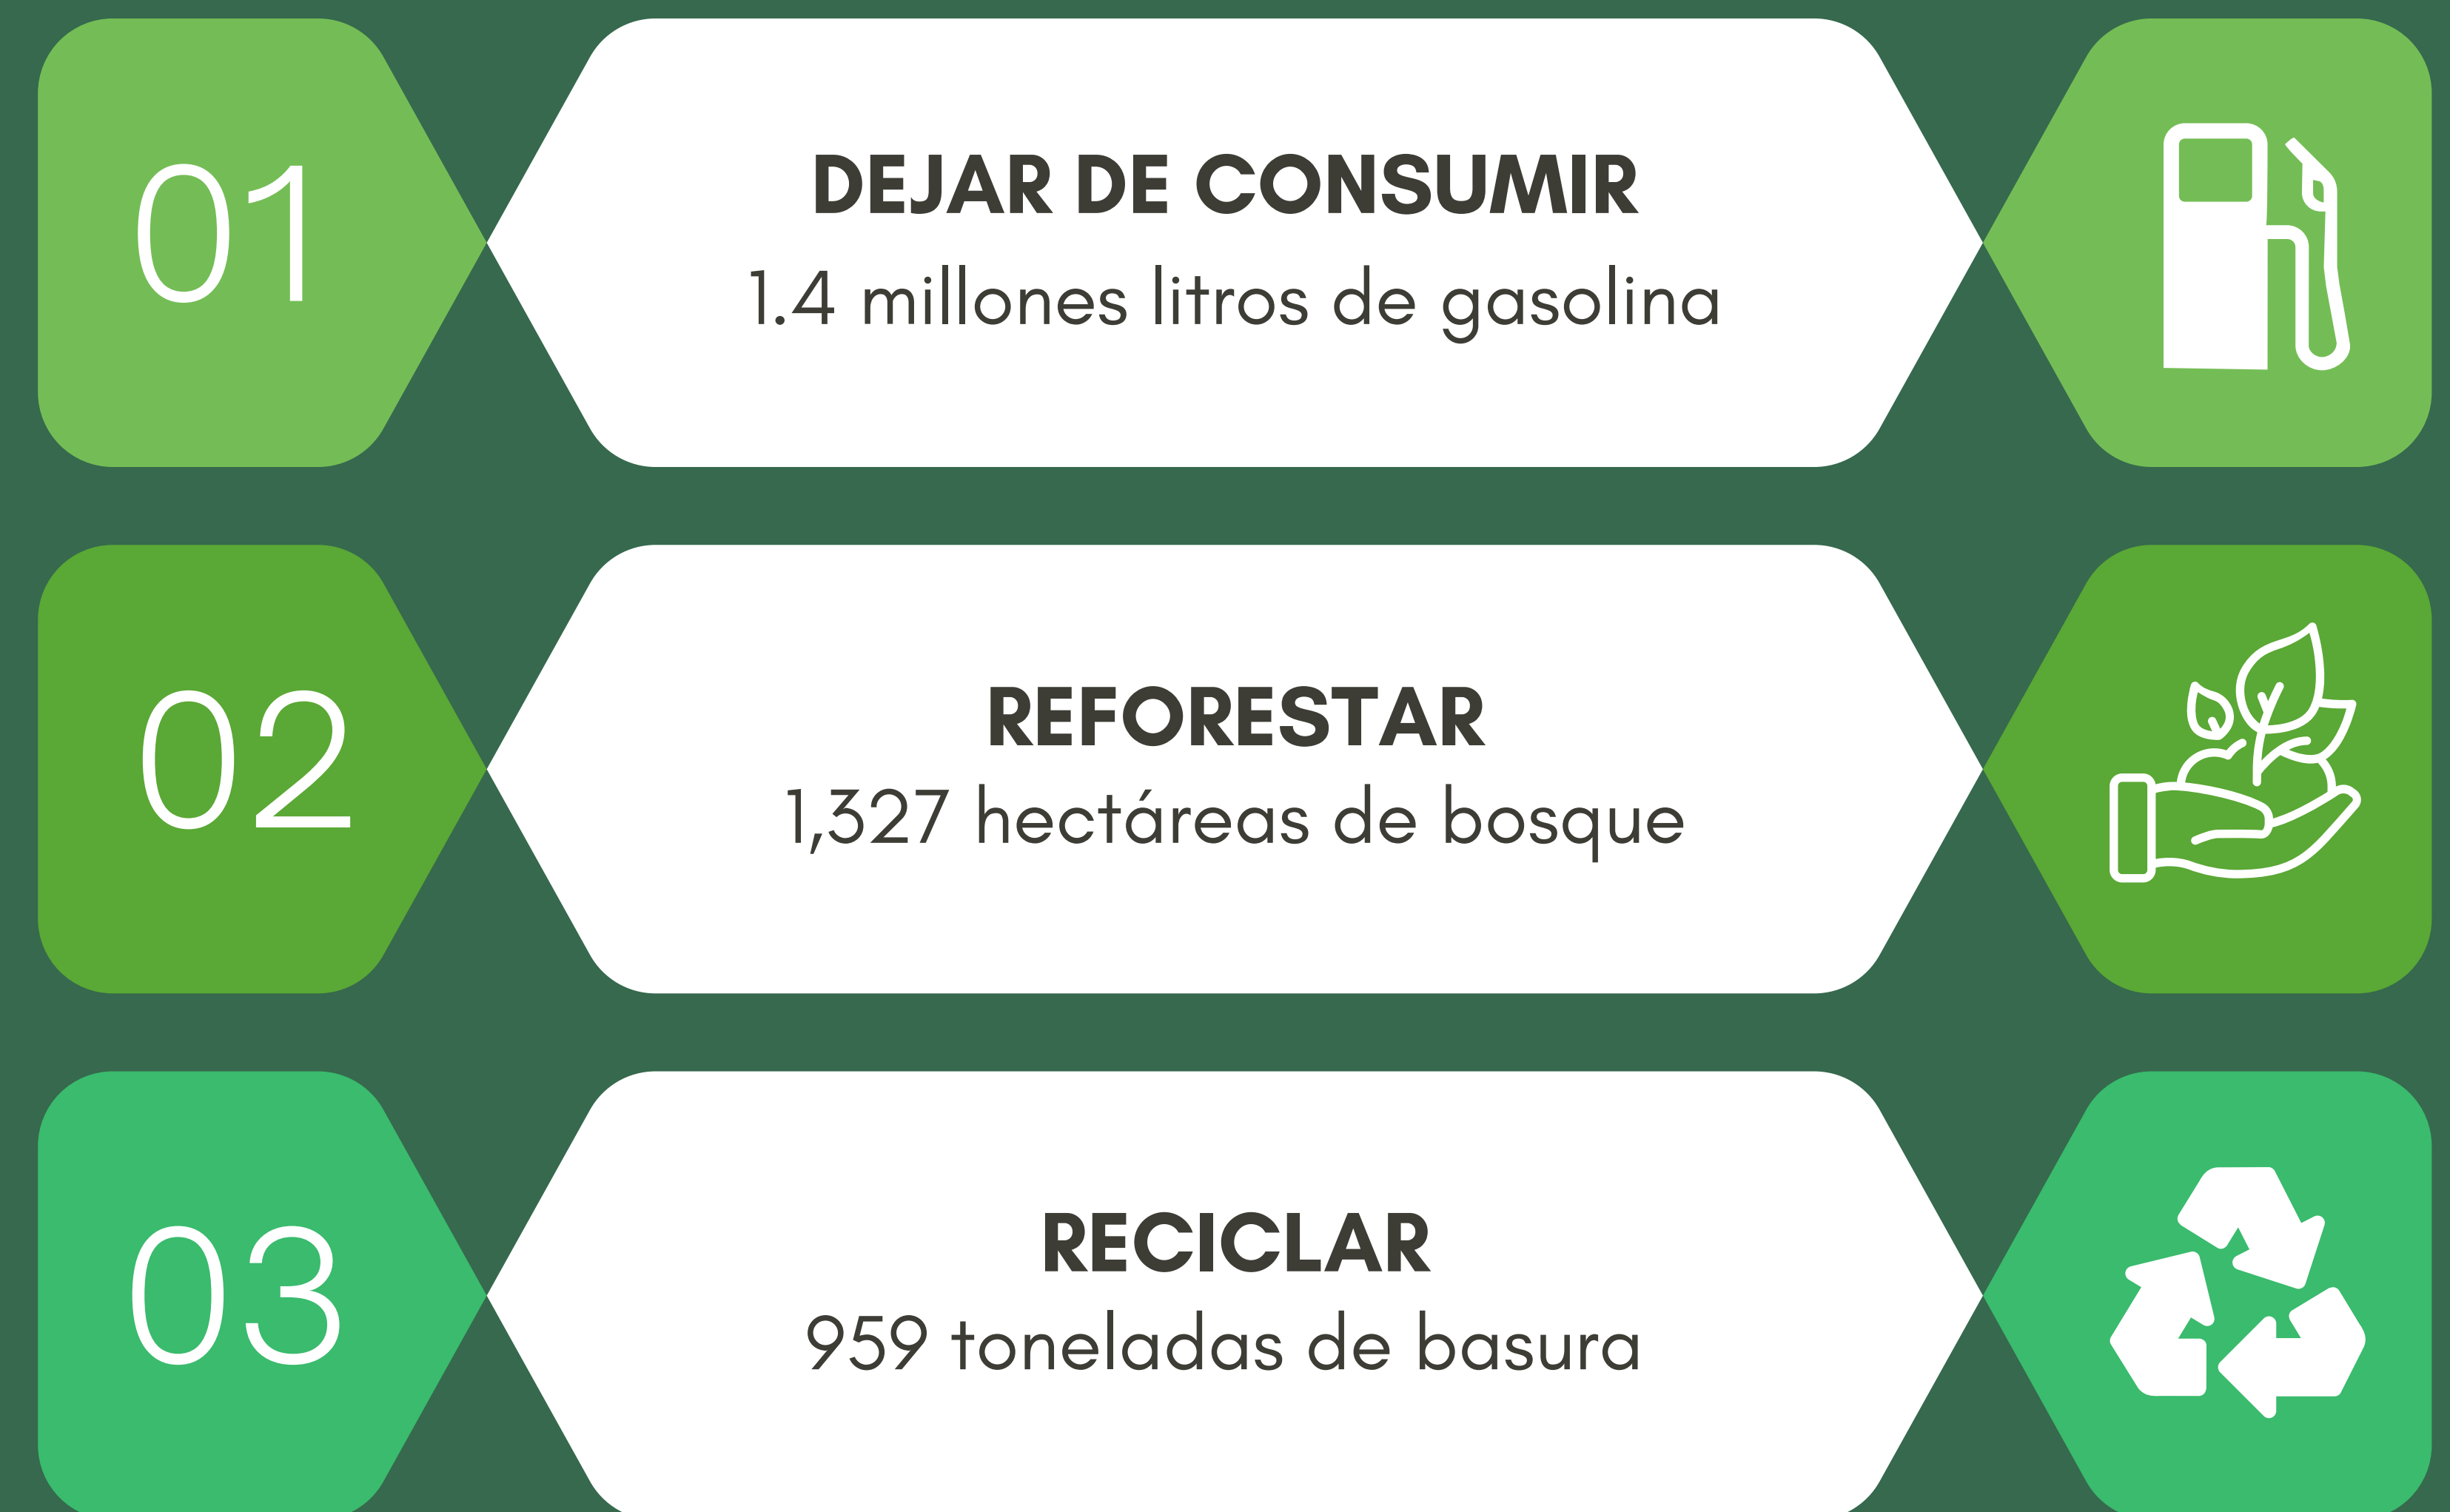 01
DEJAR DE CONSUMIR
1.4 millones litros de gasolina
02
REFORESTAR
1,327 hectáreas de bosque
03
RECICLAR
959 toneladas de basura